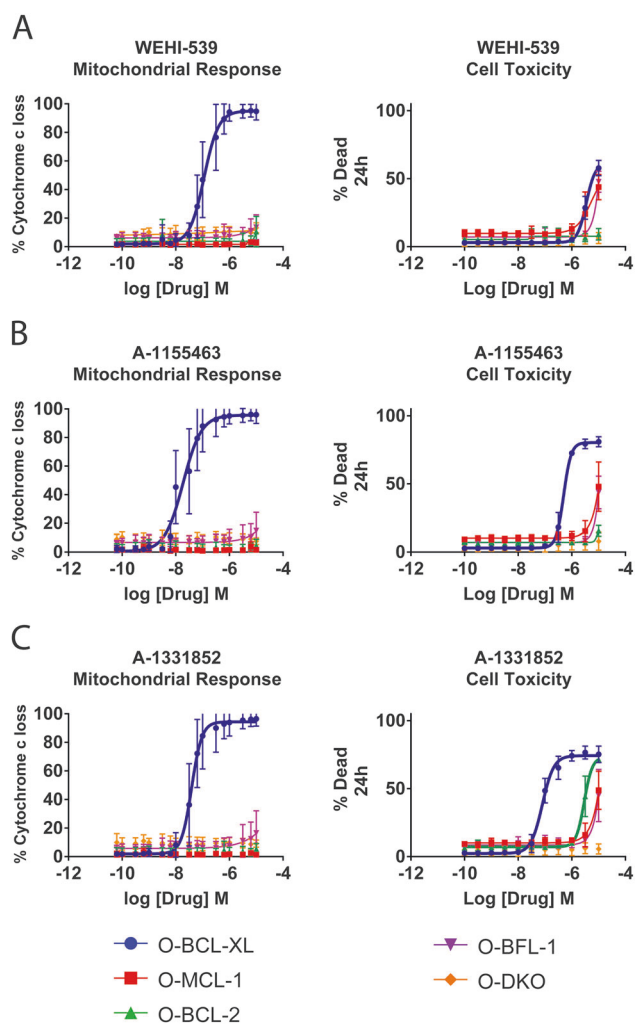 A
WEHI-539
Mitochondrial Response
% Cytochrome c loss
100
80
60
40
20
0
-12
-10
-8
-6
-4
log [Drug] M
WEHI-539
Cell Toxicity
% Dead
24h
100
50
0
-12
-10
-8
-6
-4
Log [Drug] M
B
A-1155463
Mitochondrial Response
% Cytochrome c loss
100
80
60
40
20
0
-12
-10
-8
-6
-4
log [Drug] M
A-1155463
Cell Toxicity
% Dead
24h
100
50
0
-12
-10
-8
-6
-4
Log [Drug] M
C
A-1331852
Mitochondrial Response
% Cytochrome c loss
100
80
60
40
20
0
-12
-10
-8
-6
-4
log [Drug] M
A-1331852
Cell Toxicity
% Dead
24h
100
50
0
-12
-10
-8
-6
-4
Log [Drug] M
O-BCL-XL
O-MCL-1
O-BCL-2
O-BFL-1
O-DKO